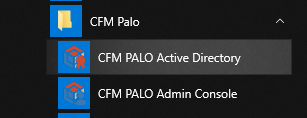 CFM Palo
CFM PALO Active Directory
CFM PALO Admin Console